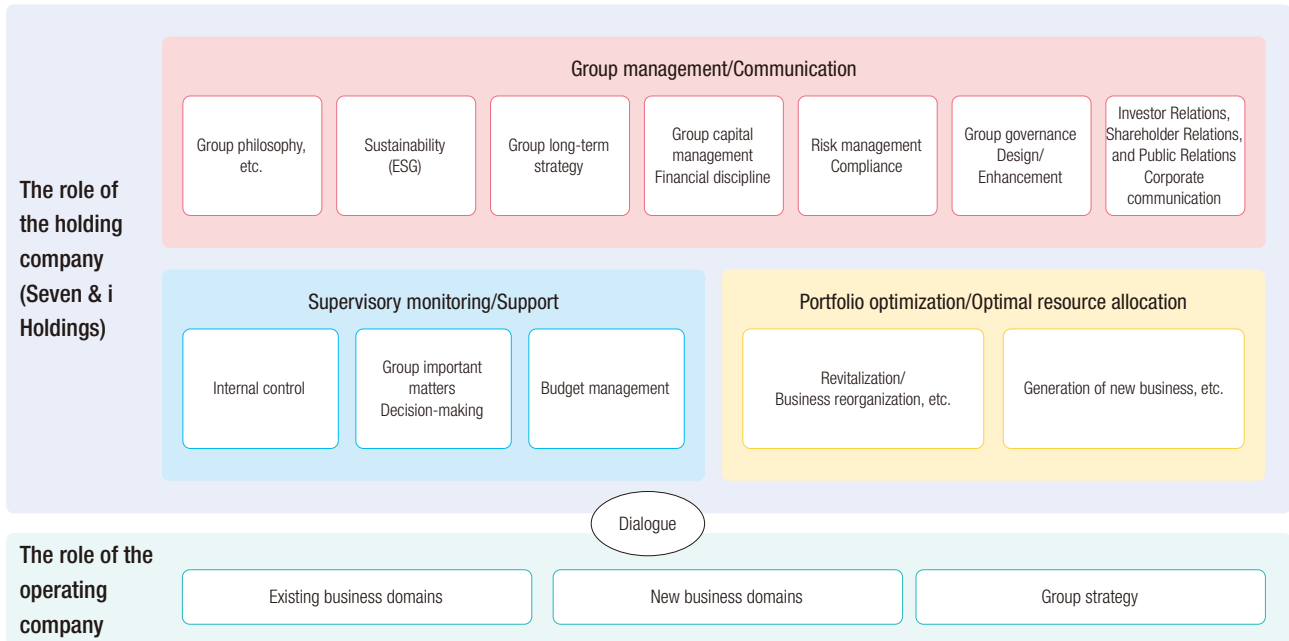 The role of
the holding
company
(Seven & i
Holdings)
Group management/Communication
Group philosophy,
etc.
Sustainability
(ESG)
Group long-term
strategy
Group capital
management
Financial discipline
Risk management
Compliance
Group governance
Design/
Enhancement
Investor Relations,
Shareholder Relations,
and Public Relations
Corporate
communication
Supervisory monitoring/Support
Internal control
Group important
matters
Decision-making
Budget management
Portfolio optimization/Optimal resource allocation
Revitalization/
Business reorganization, etc.
Generation of new business, etc.
Dialogue
The role of the
operating
company
Existing business domains
New business domains
Group strategy